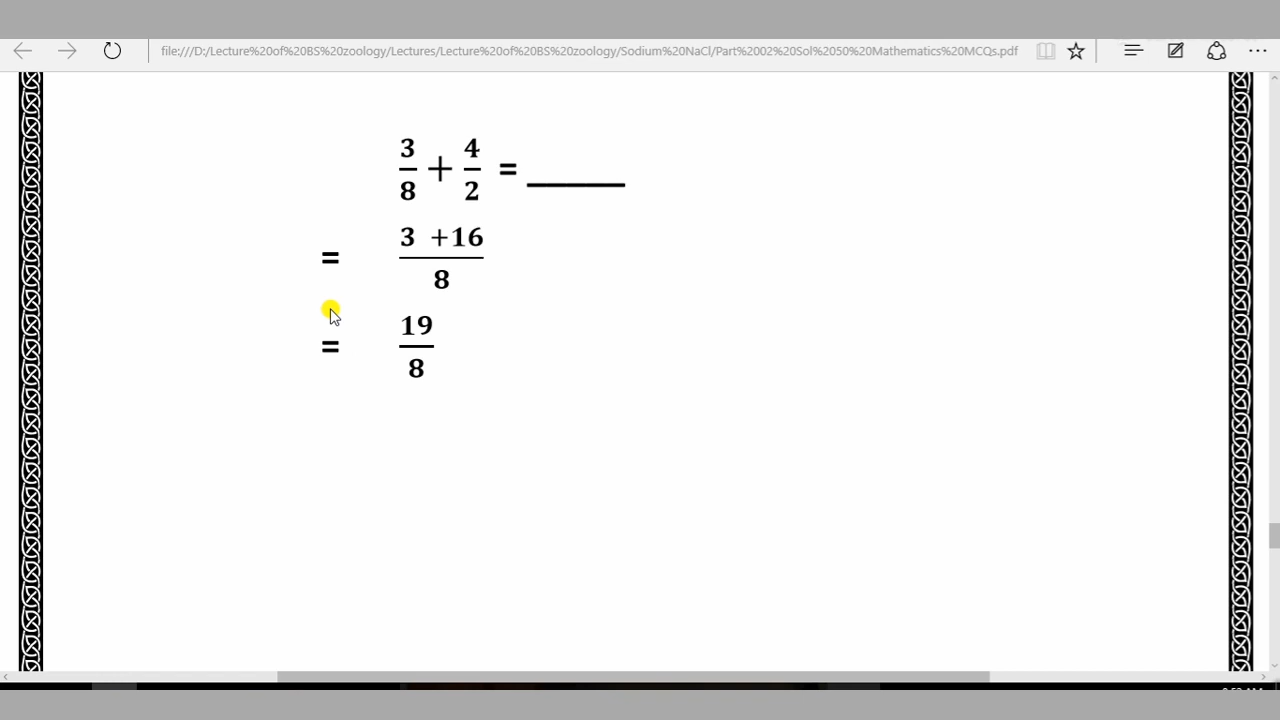 file:///D:/Lecture%20of%20BS%20zoology/Lectures/Lecture%20of%20BS%20zoology/Sodium%20NaCl/Part%2002%20Sol%2050%20Mathematics%20MCQs.pdf
3/8 + 4/2 = _____
= (3 +16)/8
= 19/8